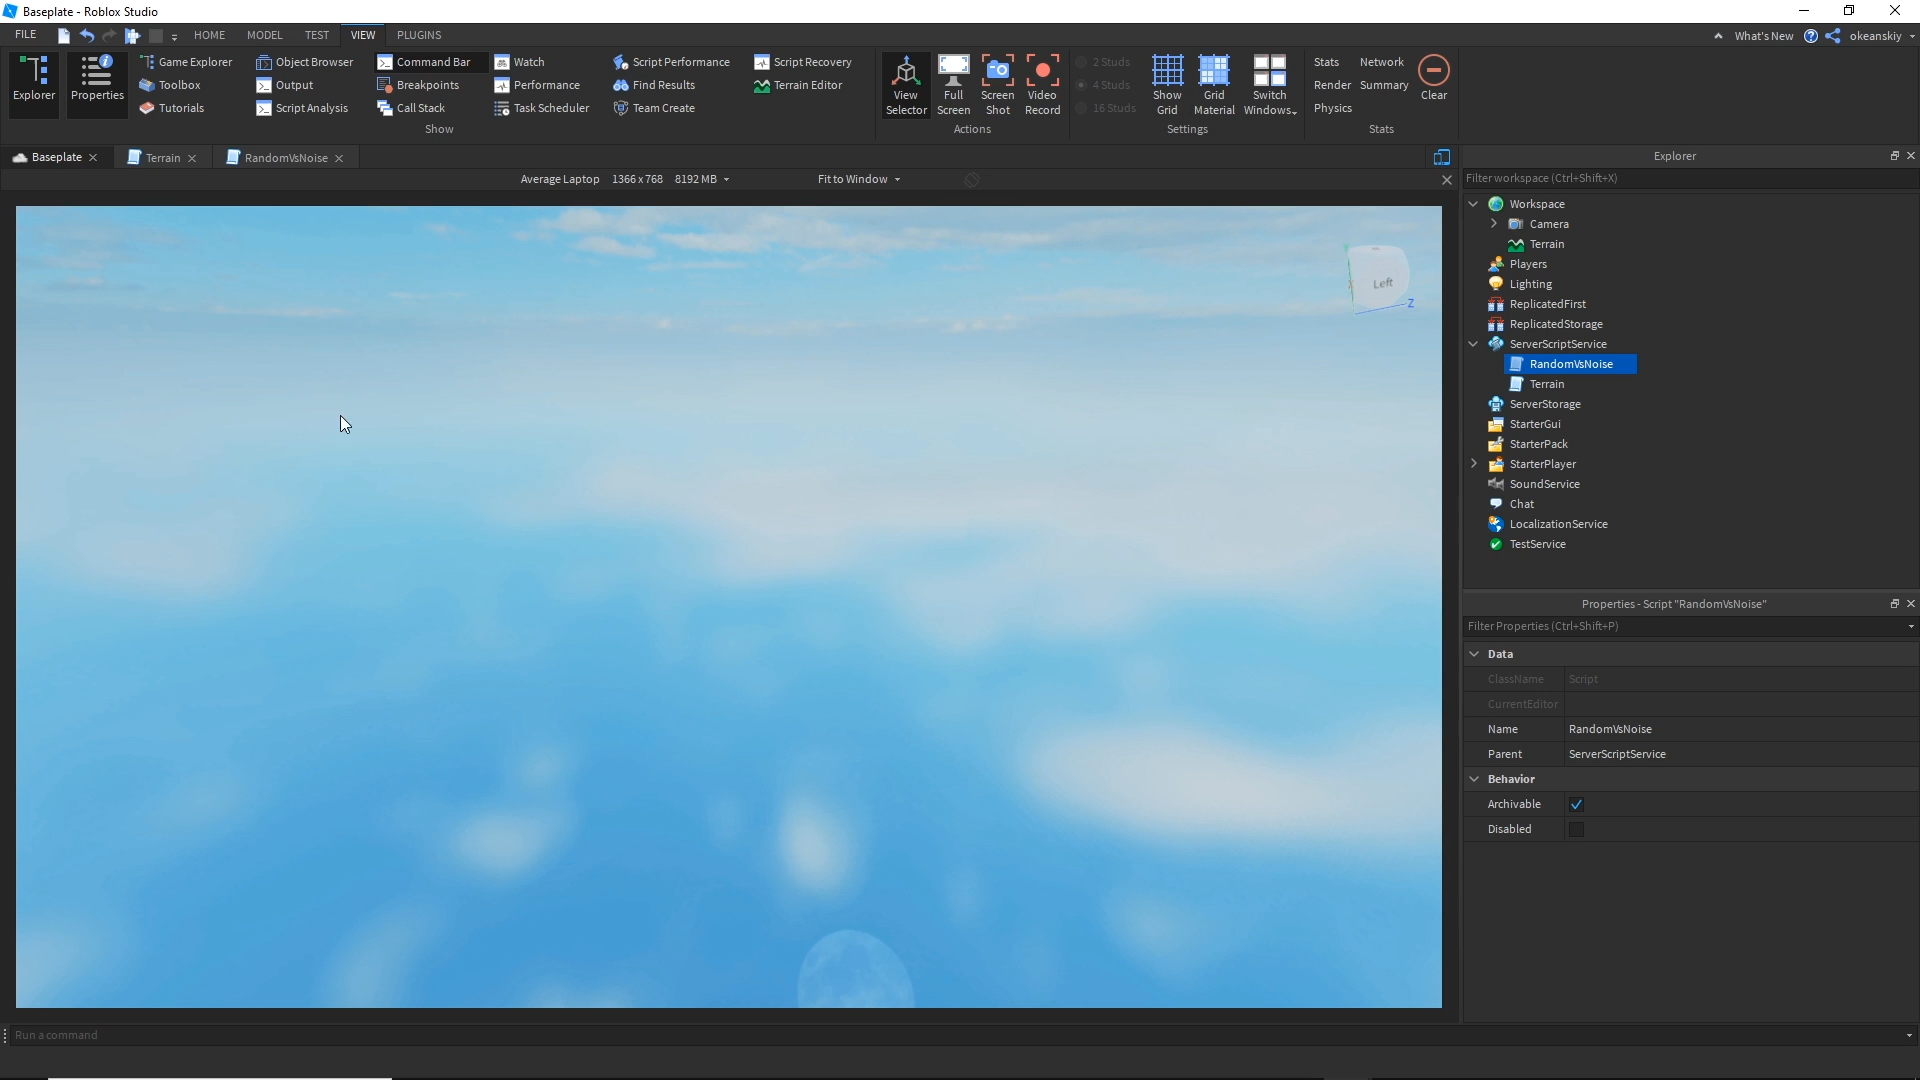 Baseplate - Roblox Studio
FILE HOME MODEL TEST VIEW PLUGINS What's New okeanskiy
Explorer
Properties
Game Explorer
Toolbox
Tutorials
Object Browser
Output
Script Analysis
Command Bar
Breakpoints
Call Stack
Watch
Performance
Task Scheduler
Script Performance
Find Results
Team Create
Script Recovery
Terrain Editor
Show
View
Selector
Full
Screen
Screen
Shot
Video
Record
Actions
2 Studs
4 Studs
16 Studs
Show
Grid
Grid
Material
Switch
Windows
Settings
Stats
Render
Physics
Network
Summary
Clear
Stats
Baseplate Terrain RandomVsNoise
Average Laptop 1366 x 768 8192 MB Fit to Window
Left
Z
Explorer
Filter workspace (Ctrl+Shift+X)
Workspace
Camera
Terrain
Players
Lighting
ReplicatedFirst
ReplicatedStorage
ServerScriptService
RandomVsNoise
Terrain
ServerStorage
StarterGui
StarterPack
StarterPlayer
SoundService
Chat
LocalizationService
TestService
Properties - Script "RandomVsNoise"
Filter Properties (Ctrl+Shift+P)
Data
ClassName Script
CurrentEditor
Name RandomVsNoise
Parent ServerScriptService
Behavior
Archivable
Disabled
Run a command